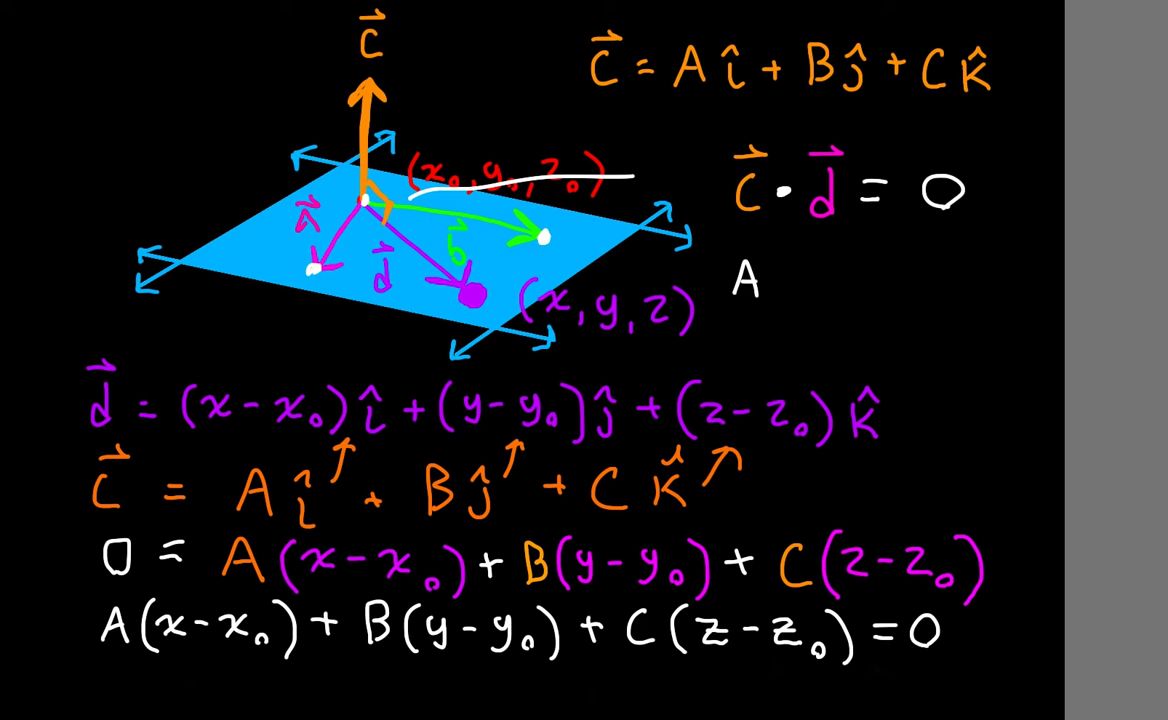 c⃗
c⃗ = A î + B ĵ + C k̂
(x₀, y₀, z₀)
c⃗ · d⃗ = 0
a⃗
b⃗
d⃗
(x, y, z)
A
d⃗ = (x - x₀) î + (y - y₀) ĵ + (z - z₀) k̂
c⃗ = A î + B ĵ + C k̂
0 = A(x - x₀) + B(y - y₀) + C(z - z₀)
A(x - x₀) + B(y - y₀) + C(z - z₀) = 0